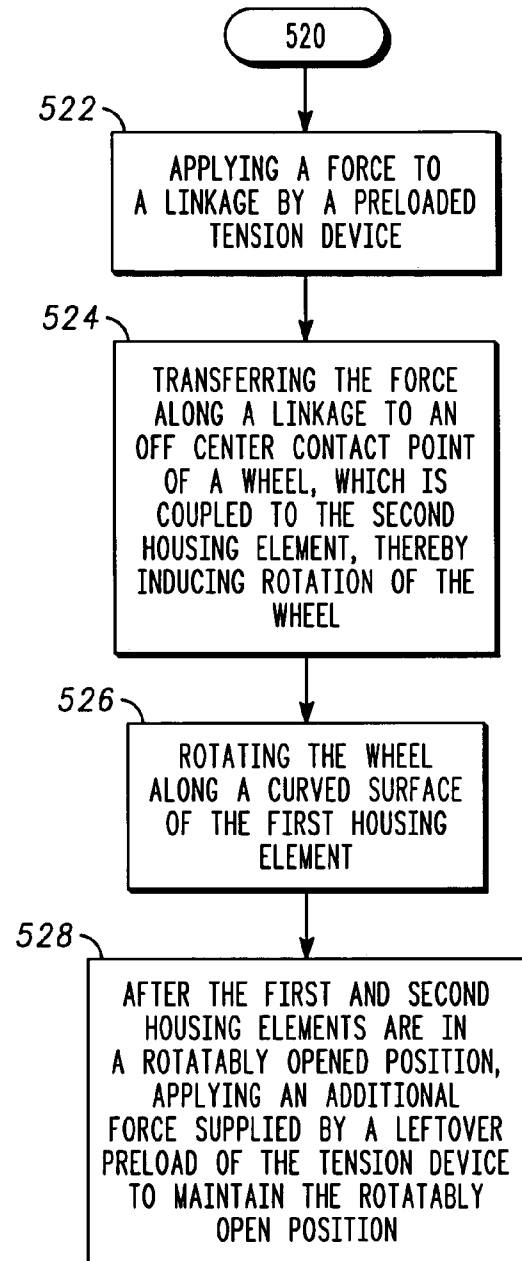 520
522
APPLYING A FORCE TO
A LINKAGE BY A PRELOADED
TENSION DEVICE
524
TRANSFERRING THE FORCE
ALONG A LINKAGE TO AN
OFF CENTER CONTACT POINT
OF A WHEEL, WHICH IS
COUPLED TO THE SECOND
HOUSING ELEMENT, THEREBY
INDUCING ROTATION OF THE
WHEEL
526
ROTATING THE WHEEL
ALONG A CURVED SURFACE
OF THE FIRST HOUSING
ELEMENT
528
AFTER THE FIRST AND SECOND
HOUSING ELEMENTS ARE IN
A ROTATABLY OPENED POSITION,
APPLYING AN ADDITIONAL
FORCE SUPPLIED BY A LEFTOVER
PRELOAD OF THE TENSION DEVICE
TO MAINTAIN THE ROTATABLY
OPEN POSITION